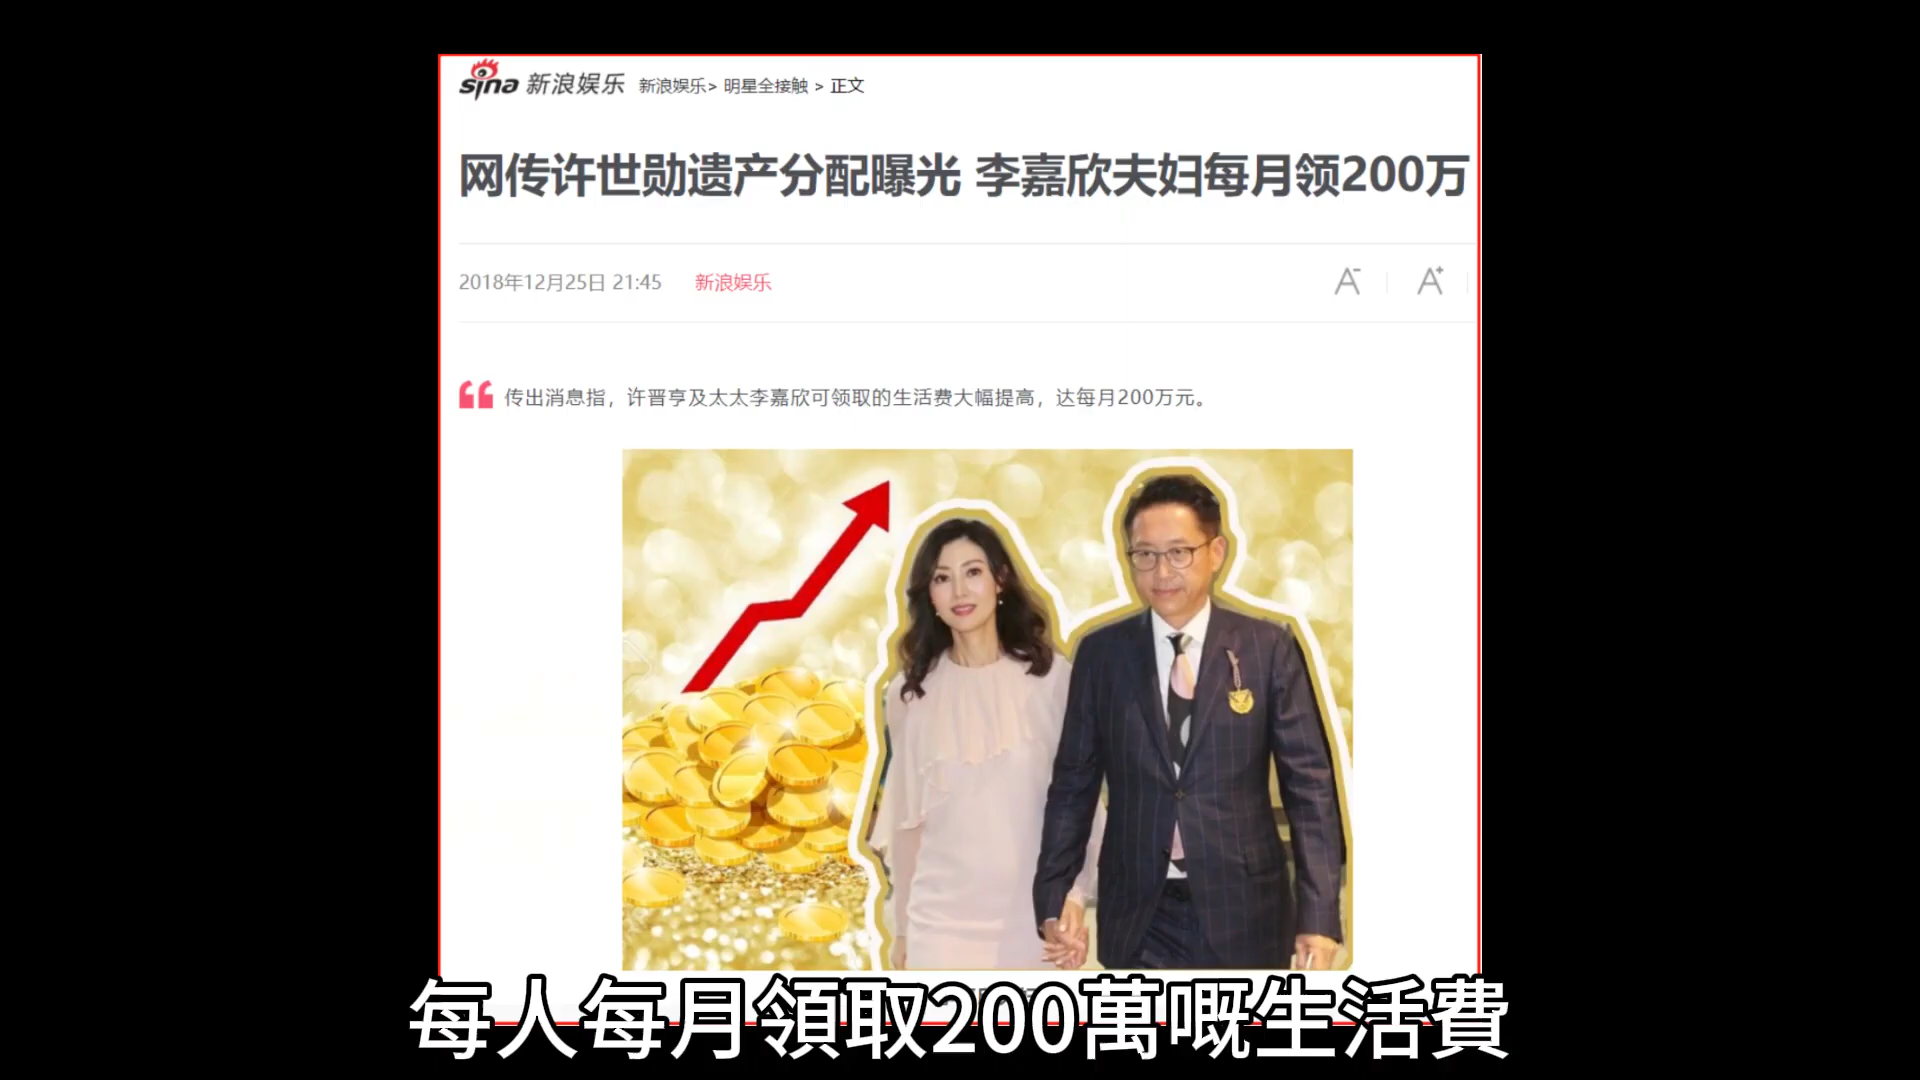 sina 新浪娱乐 新浪娱乐> 明星全接触 > 正文
网传许世勋遗产分配曝光 李嘉欣夫妇每月领200万
2018年12月25日 21:45 新浪娱乐 A- A+
传出消息指，许晋亨及太太李嘉欣可领取的生活费大幅提高，达每月200万元。
每人每月領取200萬嘅生活費